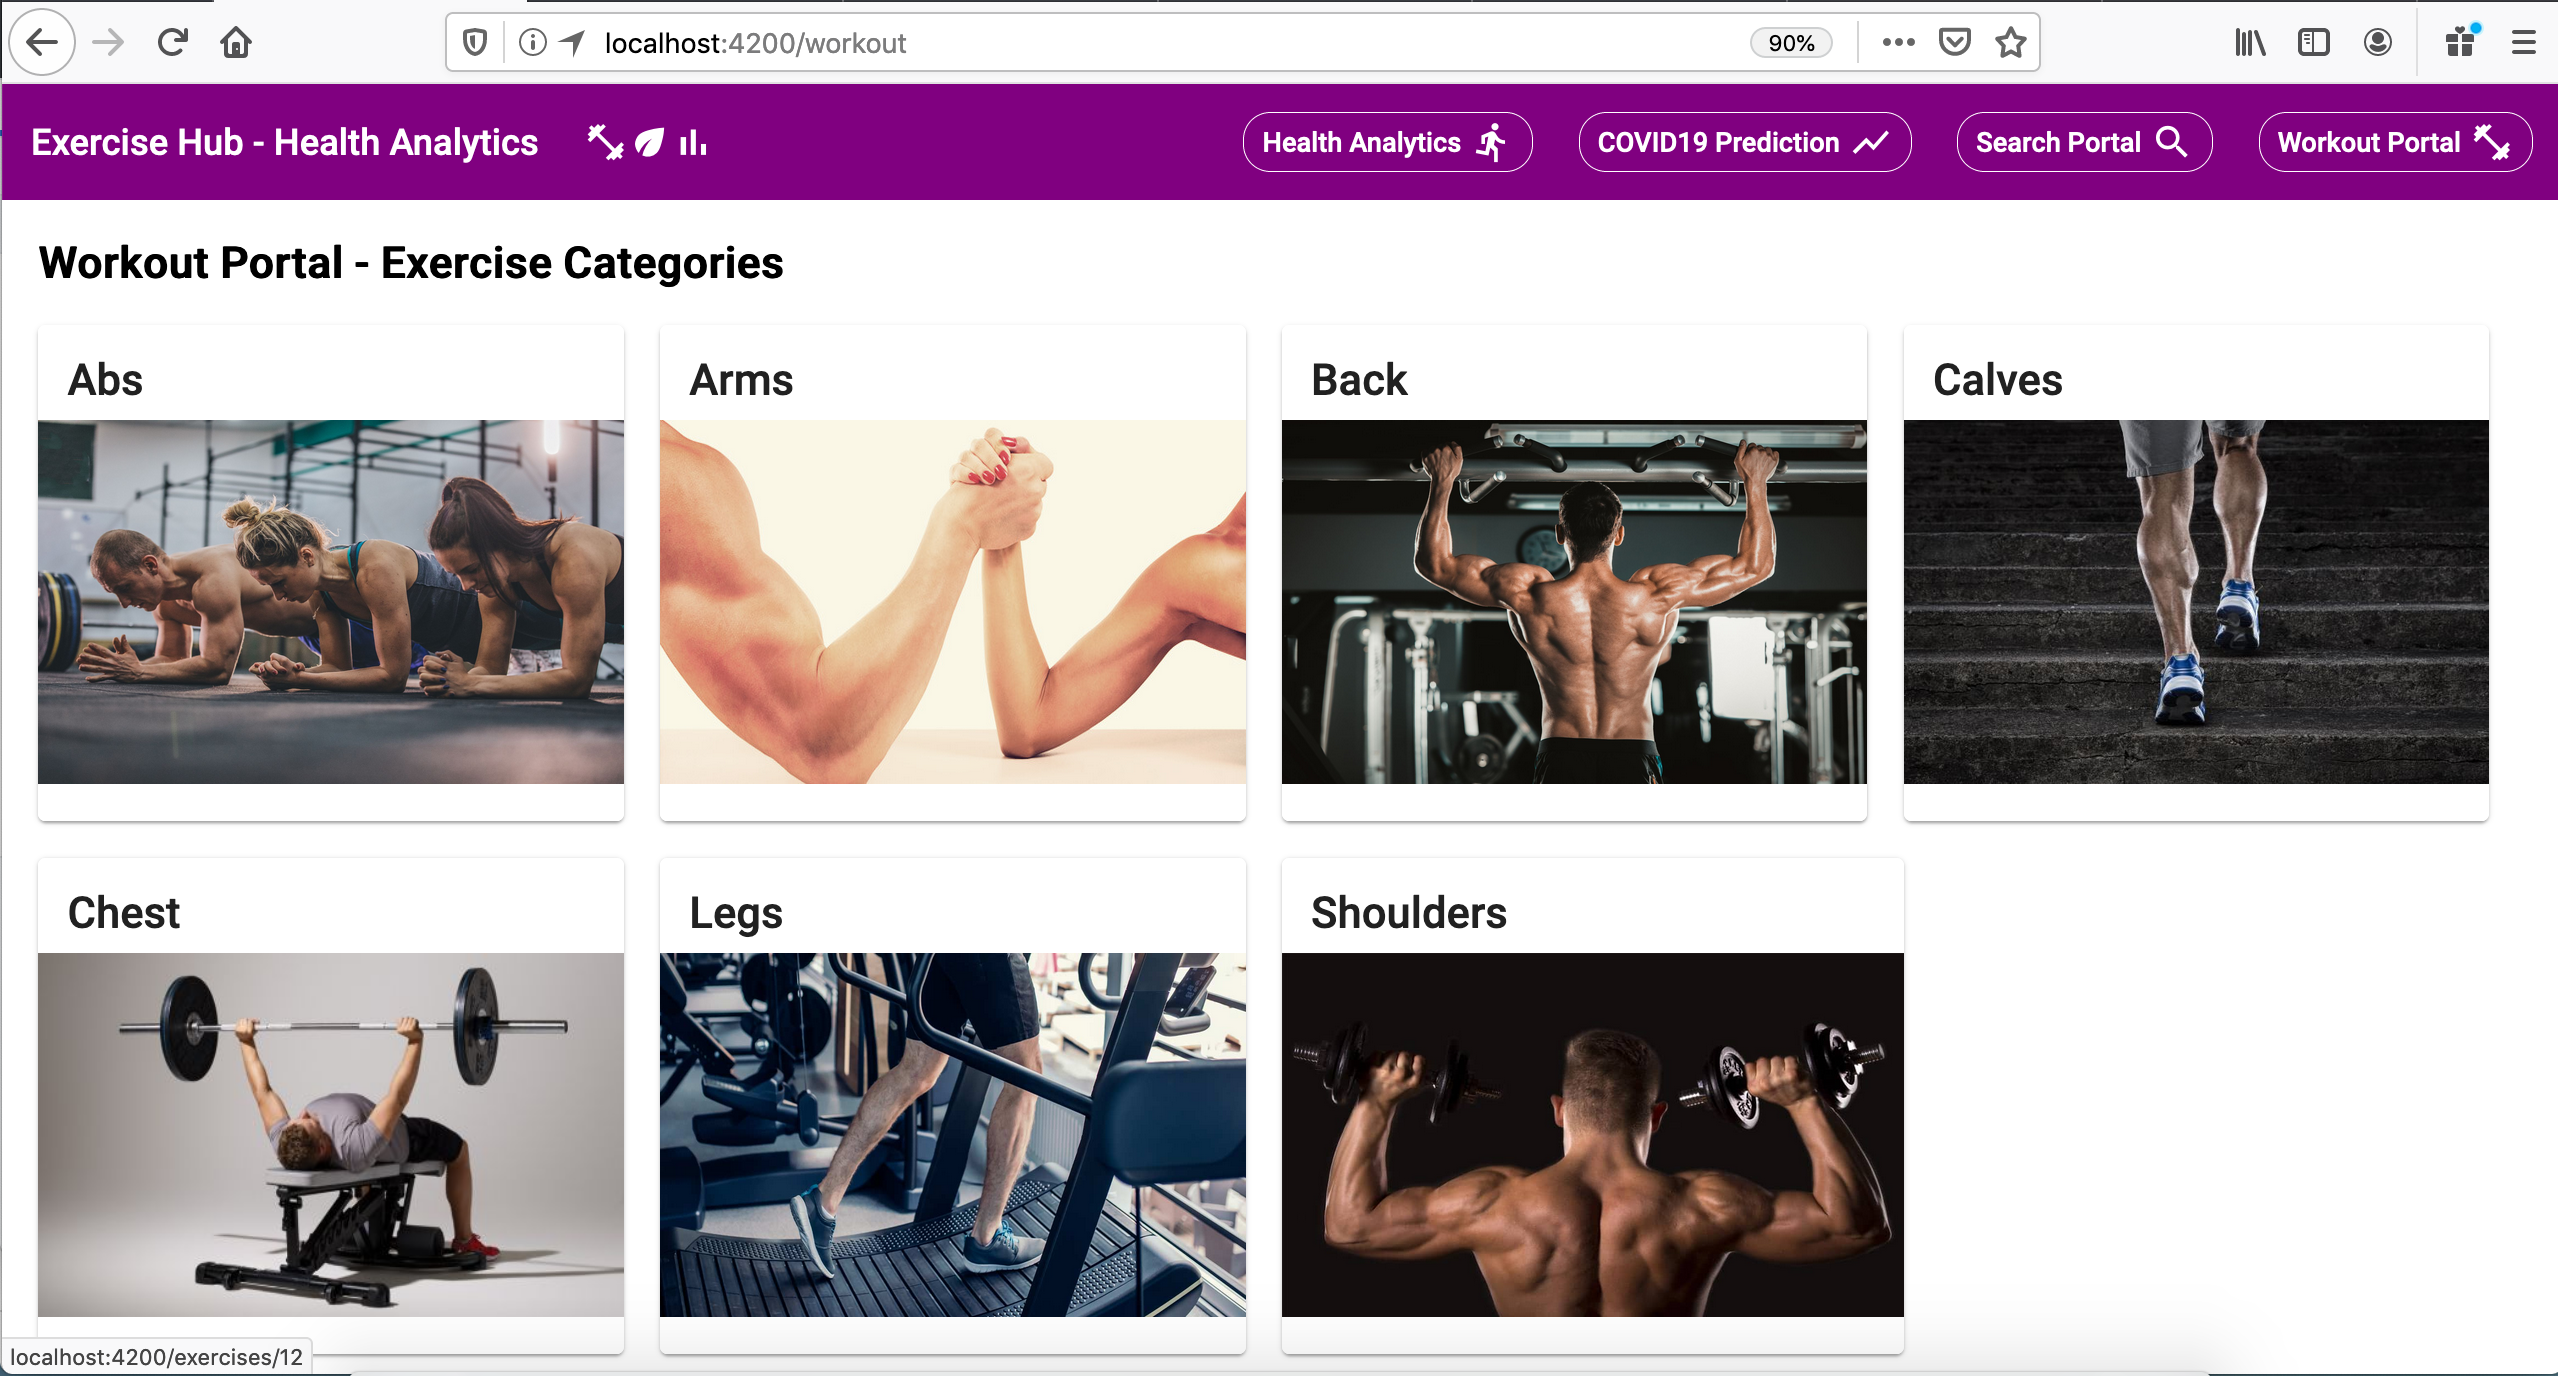 localhost:4200/workout
90%
Exercise Hub - Health Analytics
Health Analytics
COVID19 Prediction
Search Portal
Workout Portal
Workout Portal - Exercise Categories
Abs
Arms
Back
Calves
Chest
Legs
Shoulders
localhost:4200/exercises/12